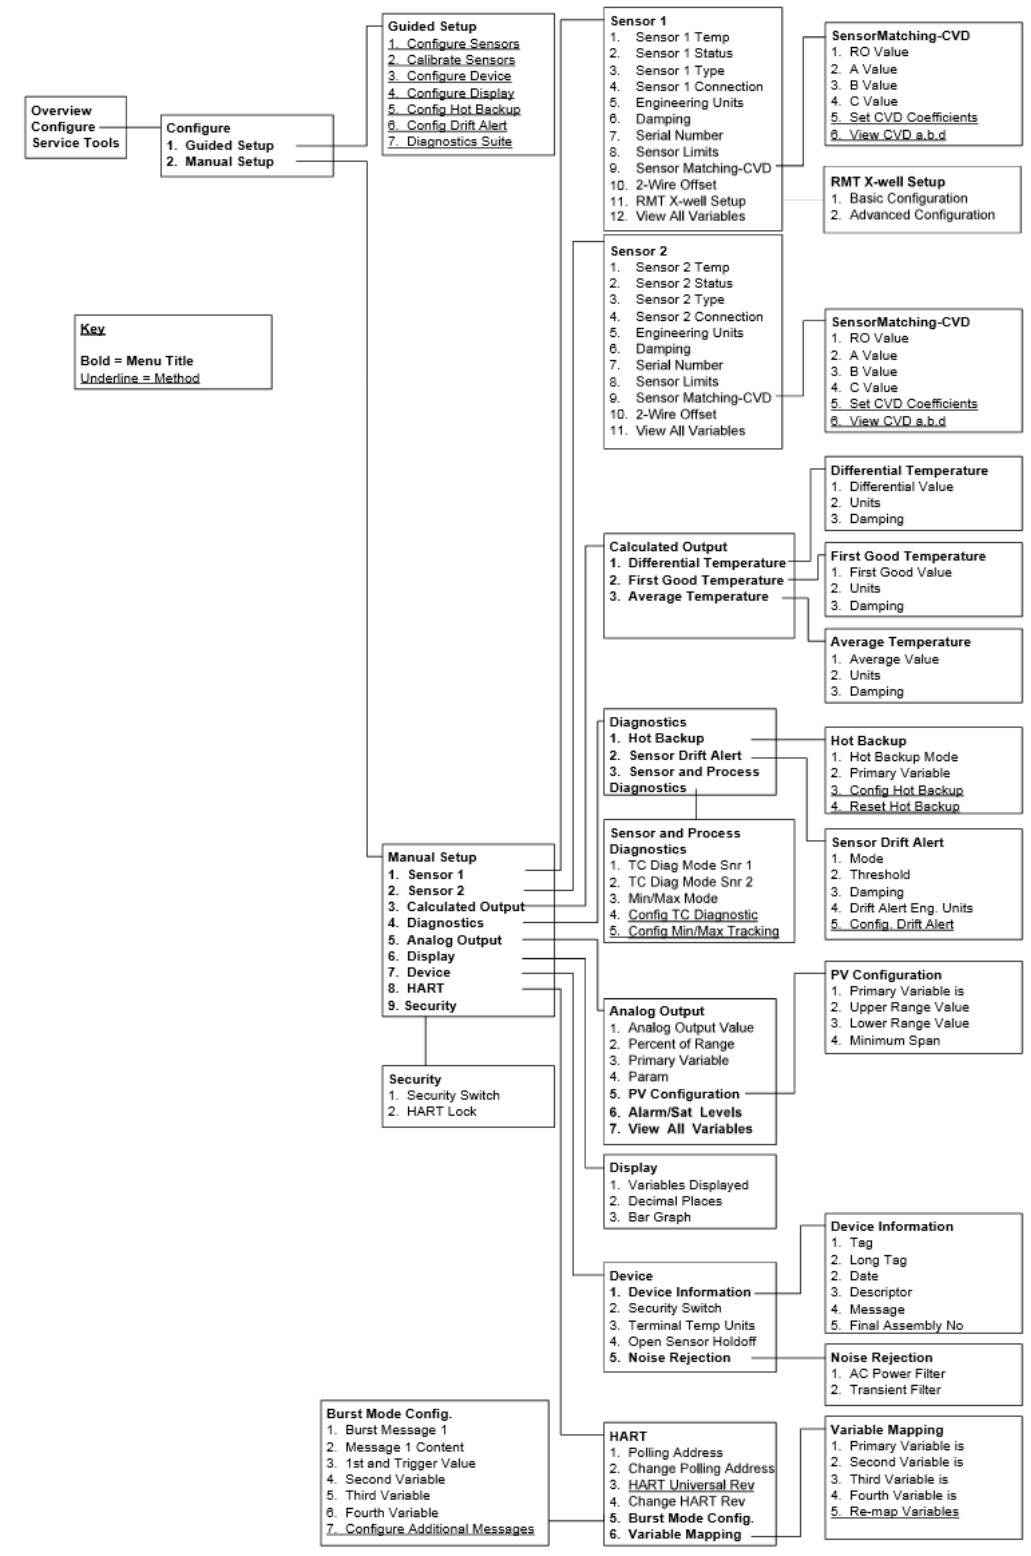 Overview
Configure
Service Tools
Configure
1. Guided Setup
2. Manual Setup
Key
Bold = Menu Title
Underline = Method
Guided Setup
1. Configure Sensors
2. Calibrate Sensors
3. Configure Device
4. Configure Display
5. Config Hot Backup
6. Config Drift Alert
7. Diagnostics Suite
Manual Setup
1. Sensor 1
2. Sensor 2
3. Calculated Output
4. Diagnostics
5. Analog Output
6. Display
7. Device
8. HART
9. Security
Security
1. Security Switch
2. HART Lock
Sensor 1
1. Sensor 1 Temp
2. Sensor 1 Status
3. Sensor 1 Type
4. Sensor 1 Connection
5. Engineering Units
6. Damping
7. Serial Number
8. Sensor Limits
9. Sensor Matching-CVD
10. 2-Wire Offset
11. RMT X-well Setup
12. View All Variables
SensorMatching-CVD
1. RO Value
2. A Value
3. B Value
4. C Value
5. Set CVD Coefficients
6. View CVD a,b,d
RMT X-well Setup
1. Basic Configuration
2. Advanced Configuration
Sensor 2
1. Sensor 2 Temp
2. Sensor 2 Status
3. Sensor 2 Type
4. Sensor 2 Connection
5. Engineering Units
6. Damping
7. Serial Number
8. Sensor Limits
9. Sensor Matching-CVD
10. 2-Wire Offset
11. View All Variables
SensorMatching-CVD
1. RO Value
2. A Value
3. B Value
4. C Value
5. Set CVD Coefficients
6. View CVD a,b,d
Calculated Output
1. Differential Temperature
2. First Good Temperature
3. Average Temperature
Differential Temperature
1. Differential Value
2. Units
3. Damping
First Good Temperature
1. First Good Value
2. Units
3. Damping
Average Temperature
1. Average Value
2. Units
3. Damping
Diagnostics
1. Hot Backup
2. Sensor Drift Alert
3. Sensor and Process
Diagnostics
Hot Backup
1. Hot Backup Mode
2. Primary Variable
3. Config Hot Backup
4. Reset Hot Backup
Sensor and Process
Diagnostics
1. TC Diag Mode Snr 1
2. TC Diag Mode Snr 2
3. Min/Max Mode
4. Config TC Diagnostic
5. Config Min/Max Tracking
Sensor Drift Alert
1. Mode
2. Threshold
3. Damping
4. Drift Alert Eng. Units
5. Config. Drift Alert
Analog Output
1. Analog Output Value
2. Percent of Range
3. Primary Variable
4. Param
5. PV Configuration
6. Alarm/Sat Levels
7. View All Variables
PV Configuration
1. Primary Variable is
2. Upper Range Value
3. Lower Range Value
4. Minimum Span
Display
1. Variables Displayed
2. Decimal Places
3. Bar Graph
Device
1. Device Information
2. Security Switch
3. Terminal Temp Units
4. Open Sensor Holdoff
5. Noise Rejection
Device Information
1. Tag
2. Long Tag
2. Date
3. Descriptor
4. Message
5. Final Assembly No
Noise Rejection
1. AC Power Filter
2. Transient Filter
Burst Mode Config.
1. Burst Message 1
2. Message 1 Content
3. 1st and Trigger Value
4. Second Variable
5. Third Variable
6. Fourth Variable
7. Configure Additional Messages
HART
1. Polling Address
2. Change Polling Address
3. HART Universal Rev
4. Change HART Rev
5. Burst Mode Config.
6. Variable Mapping
Variable Mapping
1. Primary Variable is
2. Second Variable is
3. Third Variable is
4. Fourth Variable is
5. Re-map Variables